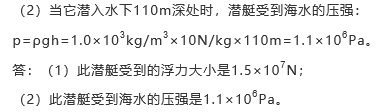 （2）当它潜入水下110m深处时，潜艇受到海水的压强：
p=ρgh=1.0×10³kg/m³×10N/kg×110m=1.1×10⁶Pa。
答：（1）此潜艇受到的浮力大小是1.5×10⁷N；
（2）此潜艇受到海水的压强是1.1×10⁶Pa。